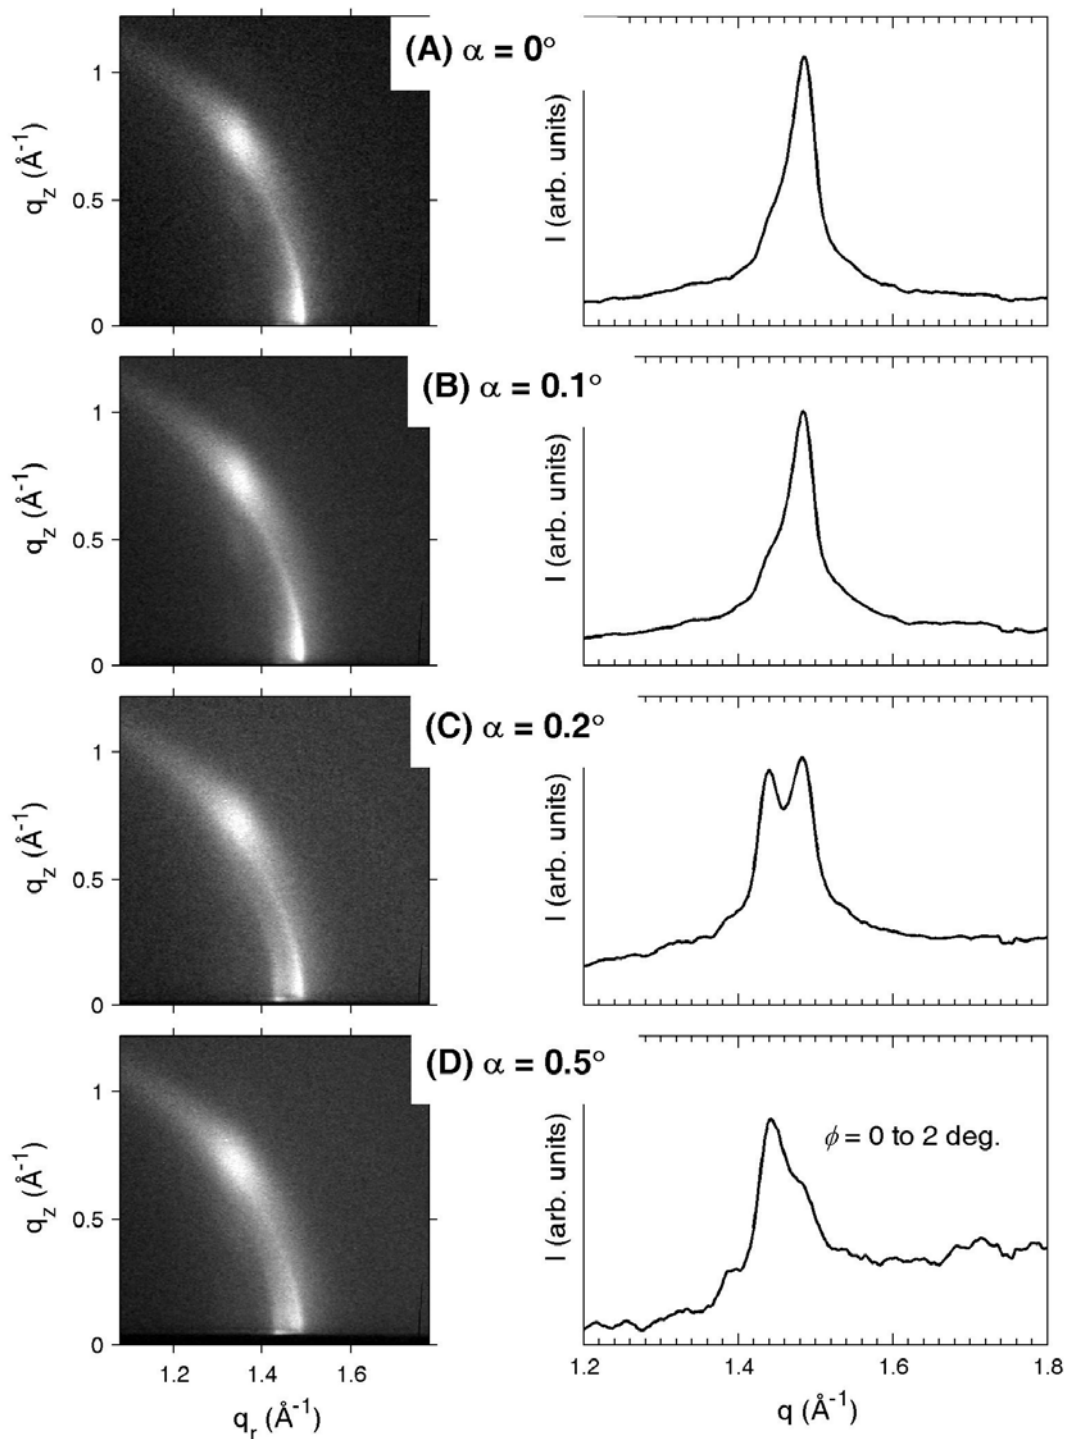 (A) α = 0°
1
0.5
0
q_z (Å⁻¹)
I (arb. units)
(B) α = 0.1°
1
0.5
0
q_z (Å⁻¹)
I (arb. units)
(C) α = 0.2°
1
0.5
0
q_z (Å⁻¹)
I (arb. units)
(D) α = 0.5°
1
0.5
0
q_z (Å⁻¹)
I (arb. units)
ϕ = 0 to 2 deg.
1.2 1.4 1.6
q_r (Å⁻¹)
1.2 1.4 1.6 1.8
q (Å⁻¹)